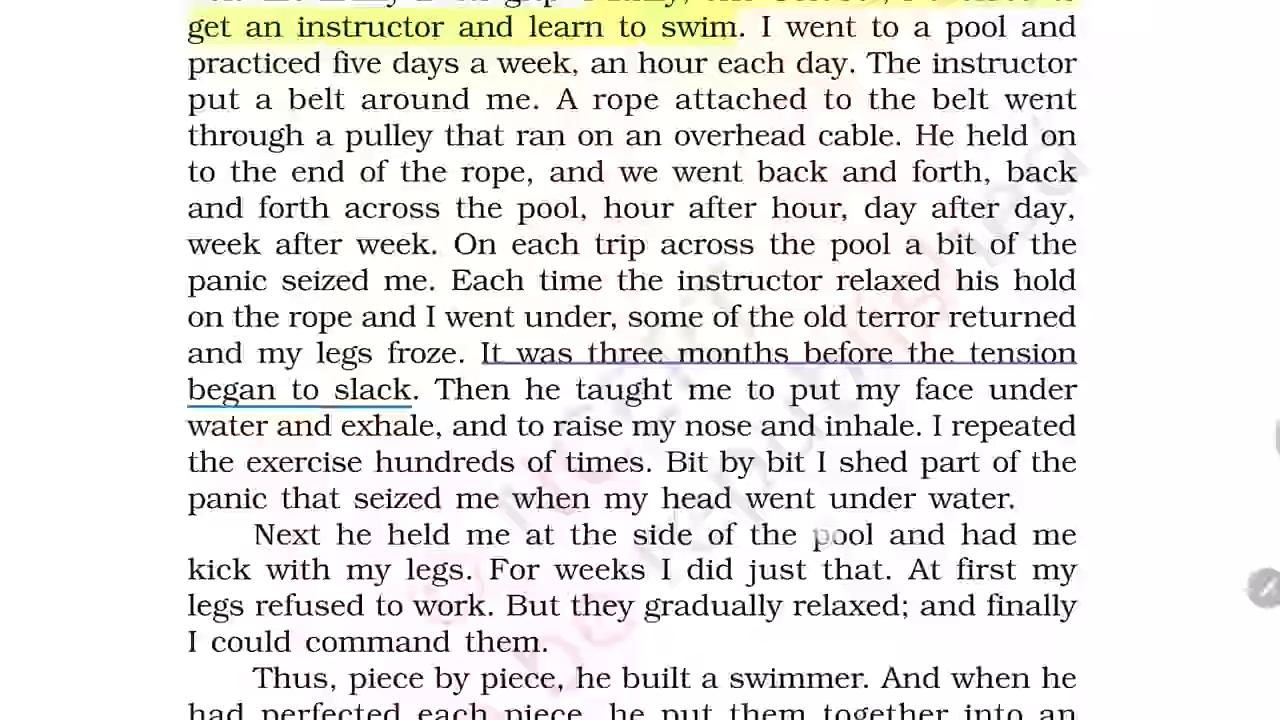 get an instructor and learn to swim. I went to a pool and
practiced five days a week, an hour each day. The instructor
put a belt around me. A rope attached to the belt went
through a pulley that ran on an overhead cable. He held on
to the end of the rope, and we went back and forth, back
and forth across the pool, hour after hour, day after day,
week after week. On each trip across the pool a bit of the
panic seized me. Each time the instructor relaxed his hold
on the rope and I went under, some of the old terror returned
and my legs froze. It was three months before the tension
began to slack. Then he taught me to put my face under
water and exhale, and to raise my nose and inhale. I repeated
the exercise hundreds of times. Bit by bit I shed part of the
panic that seized me when my head went under water.
Next he held me at the side of the pool and had me
kick with my legs. For weeks I did just that. At first my
legs refused to work. But they gradually relaxed; and finally
I could command them.
Thus, piece by piece, he built a swimmer. And when he
had perfected each piece, he put them together into an